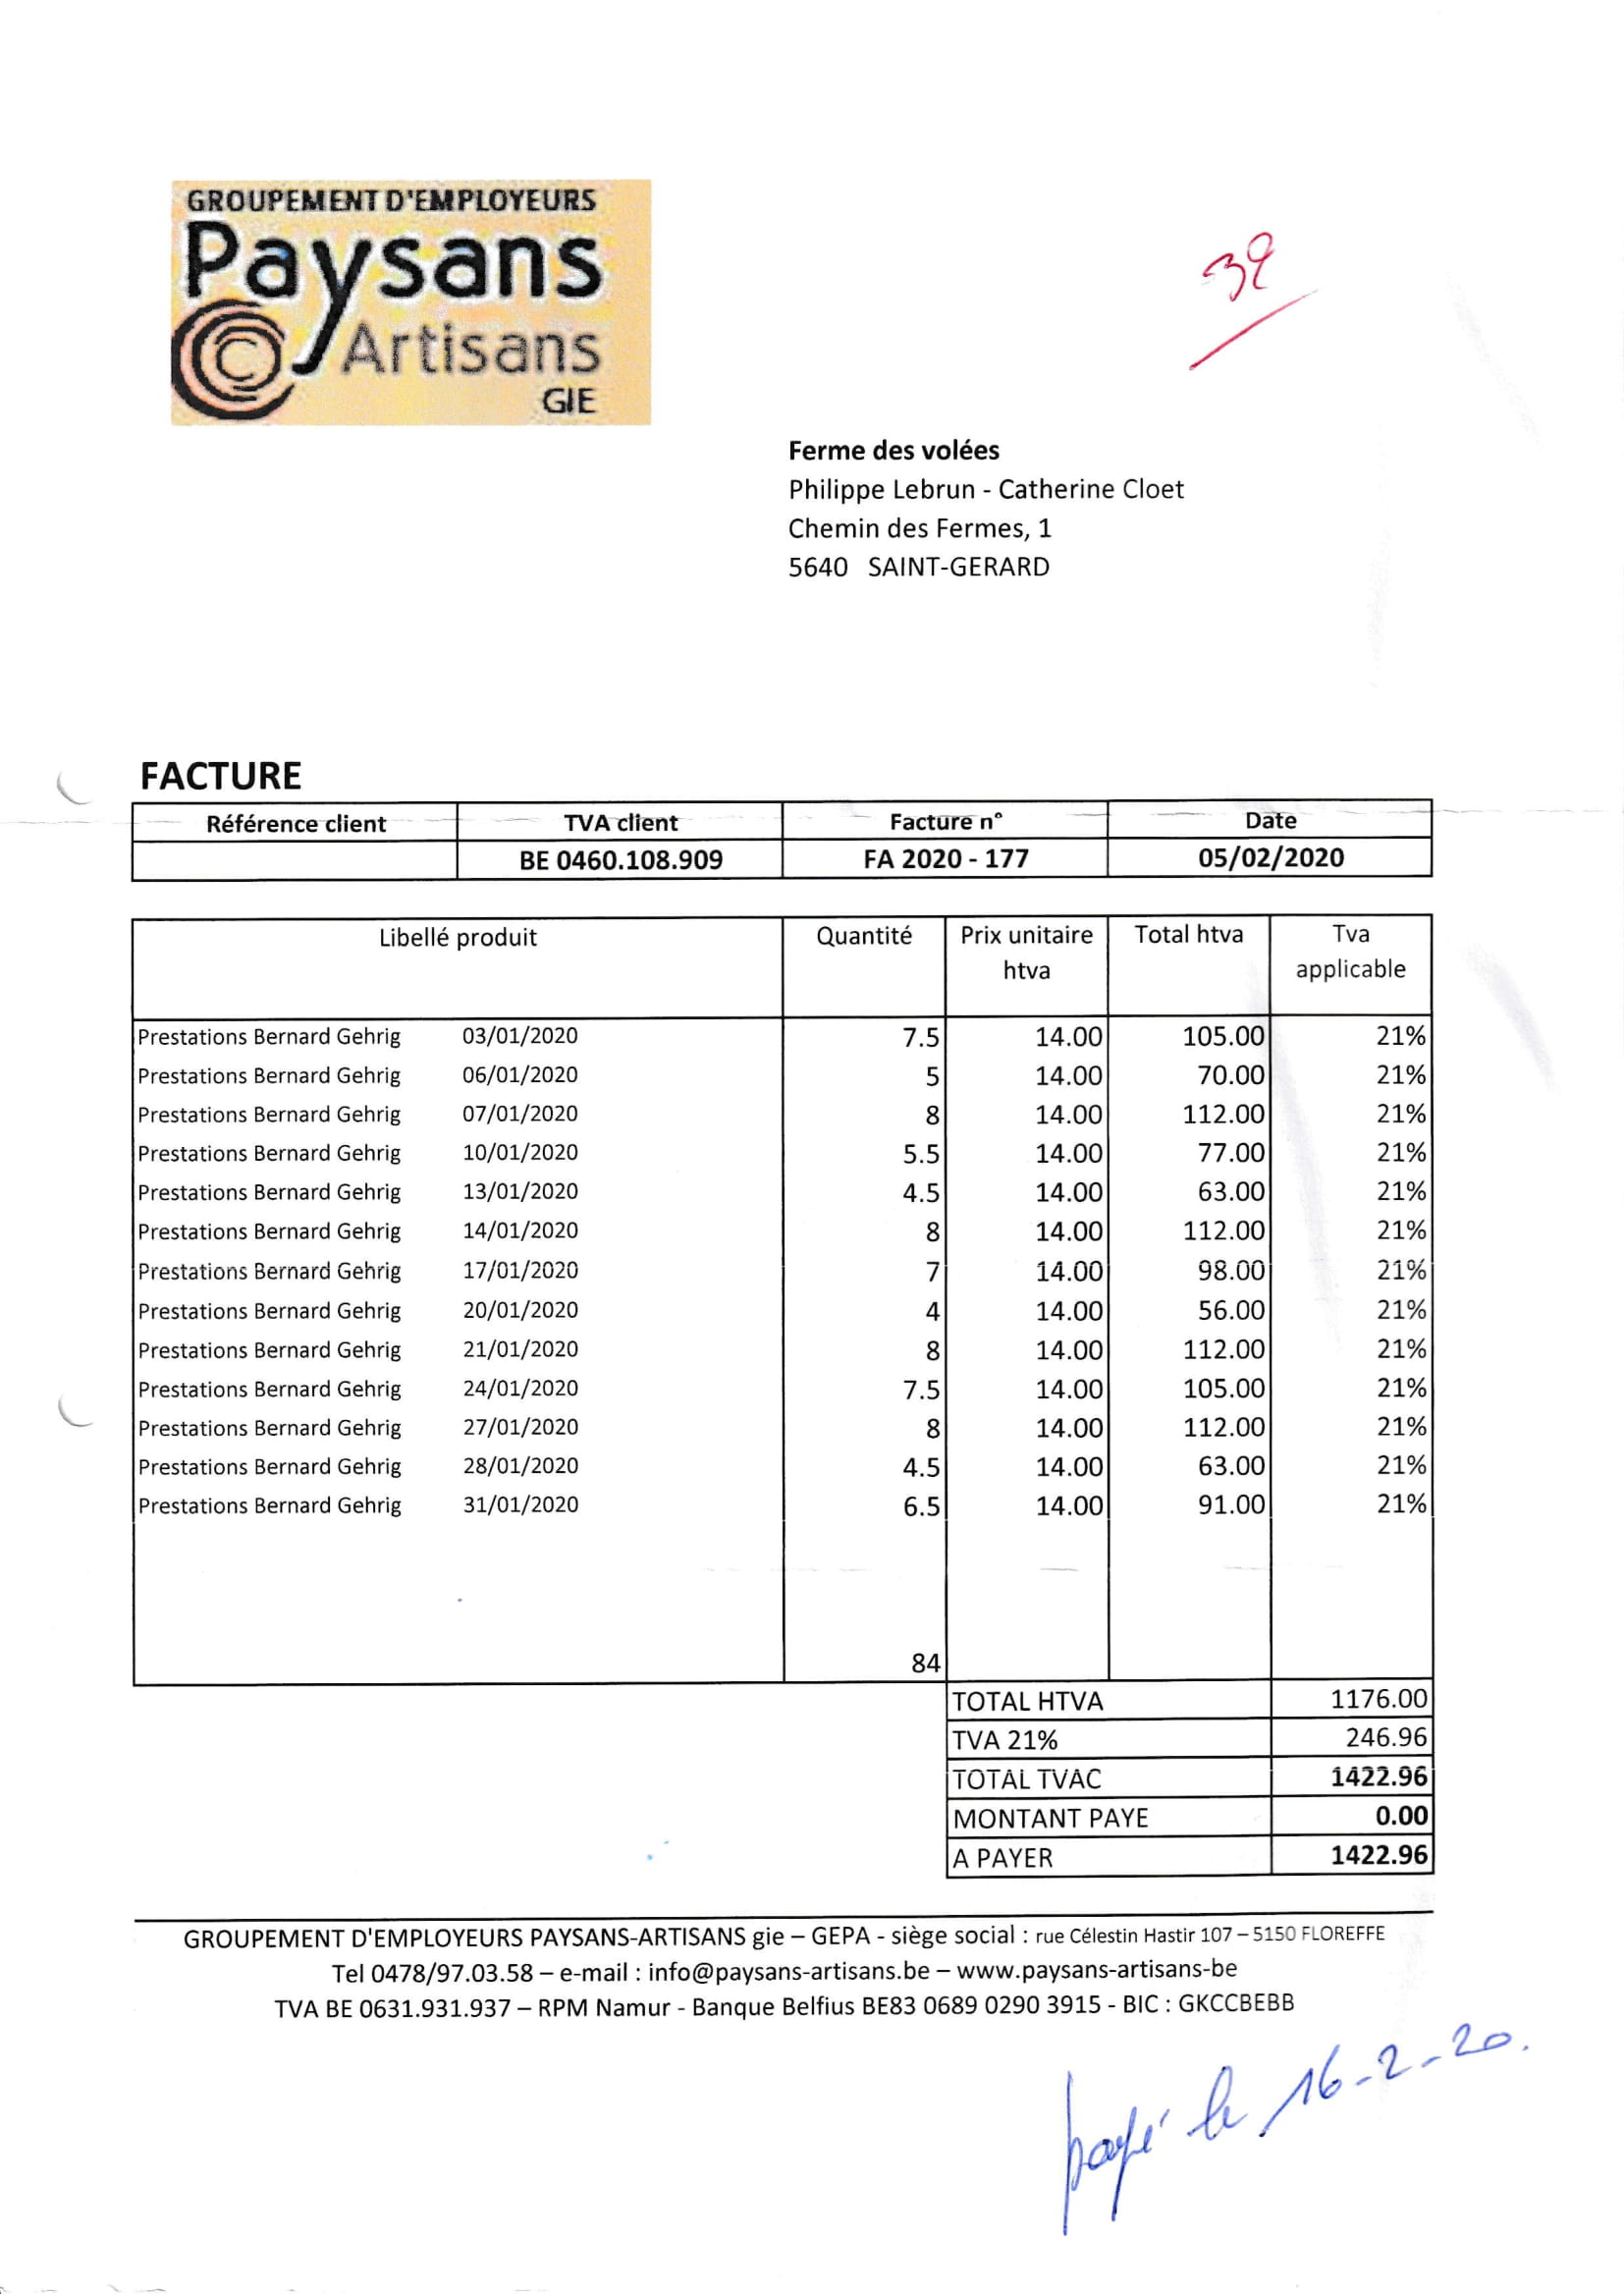 GROUPEMENT D'EMPLOYEURS
Paysans
Artisans
GIE
39
Ferme des volées
Philippe Lebrun - Catherine Cloet
Chemin des Fermes, 1
5640 SAINT-GERARD
FACTURE
Référence client TVA client Facture n° Date
BE 0460.108.909 FA 2020 - 177 05/02/2020
Libellé produit Quantité Prix unitaire Total htva Tva
htva applicable
Prestations Bernard Gehrig 03/01/2020 7.5 14.00 105.00 21%
Prestations Bernard Gehrig 06/01/2020 5 14.00 70.00 21%
Prestations Bernard Gehrig 07/01/2020 8 14.00 112.00 21%
Prestations Bernard Gehrig 10/01/2020 5.5 14.00 77.00 21%
Prestations Bernard Gehrig 13/01/2020 4.5 14.00 63.00 21%
Prestations Bernard Gehrig 14/01/2020 8 14.00 112.00 21%
Prestations Bernard Gehrig 17/01/2020 7 14.00 98.00 21%
Prestations Bernard Gehrig 20/01/2020 4 14.00 56.00 21%
Prestations Bernard Gehrig 21/01/2020 8 14.00 112.00 21%
Prestations Bernard Gehrig 24/01/2020 7.5 14.00 105.00 21%
Prestations Bernard Gehrig 27/01/2020 8 14.00 112.00 21%
Prestations Bernard Gehrig 28/01/2020 4.5 14.00 63.00 21%
Prestations Bernard Gehrig 31/01/2020 6.5 14.00 91.00 21%
84
TOTAL HTVA 1176.00
TVA 21% 246.96
TOTAL TVAC 1422.96
MONTANT PAYE 0.00
A PAYER 1422.96
GROUPEMENT D'EMPLOYEURS PAYSANS-ARTISANS gie – GEPA - siège social : rue Célestin Hastir 107 – 5150 FLOREFFE
Tel 0478/97.03.58 – e-mail : info@paysans-artisans.be – www.paysans-artisans-be
TVA BE 0631.931.937 – RPM Namur - Banque Belfius BE83 0689 0290 3915 - BIC : GKCCBEBB
payé le 16-2-20.